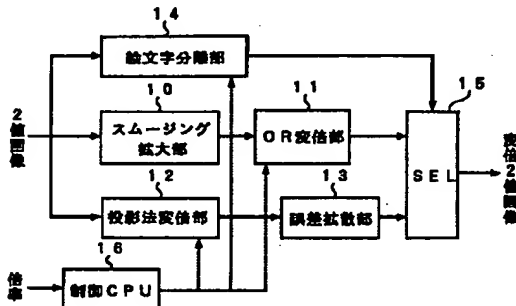 14
絵文字分離部
15
10
11
2値画像
スムージング
拡大部
OR変倍部
SEL
変倍2値画像
12
13
投影法変倍部
誤差拡散部
16
倍率
制御CPU